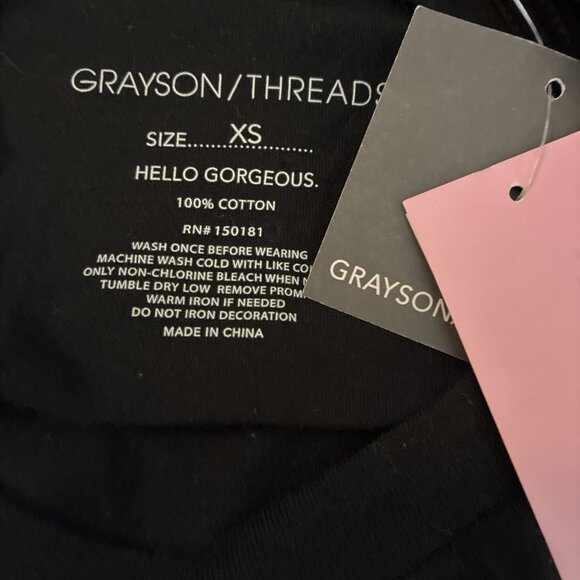 GRAYSON/THREADS
SIZE......................
XS
HELLO GORGEOUS.
100% COTTON
RN# 150181
WASH ONCE BEFORE WEARING
MACHINE WASH COLD WITH LIKE
ONLY NON-CHLORINE BLEACH WHEN
TUMBLE DRY LOW REMOVE
WARM IRON IF NEEDED
DO NOT IRON DECORATION
MADE IN CHINA
GRAYSON/